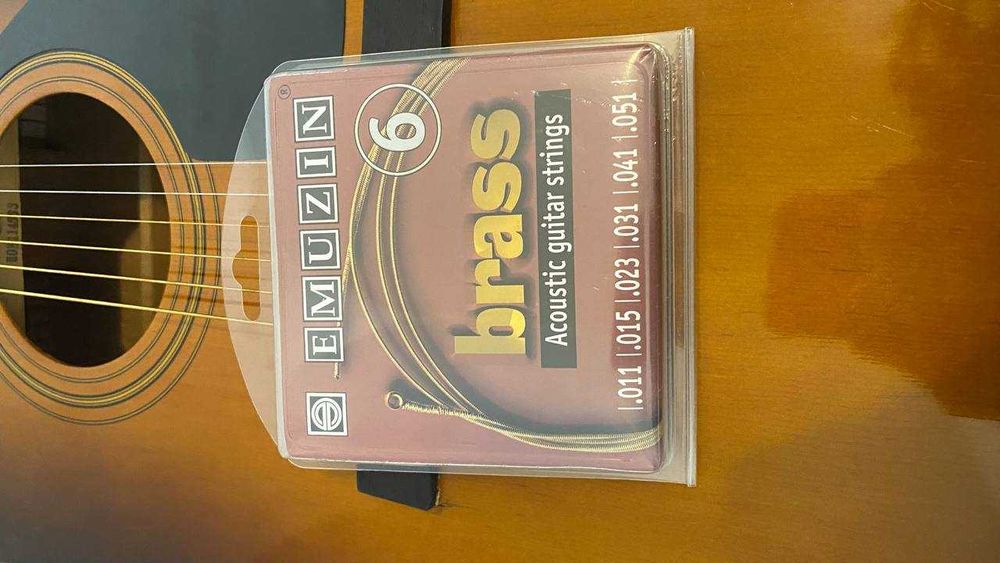 EMUZIN ®
6
brass
Acoustic guitar strings
|.011 |.015 |.023 |.031 |.041 |.051 |